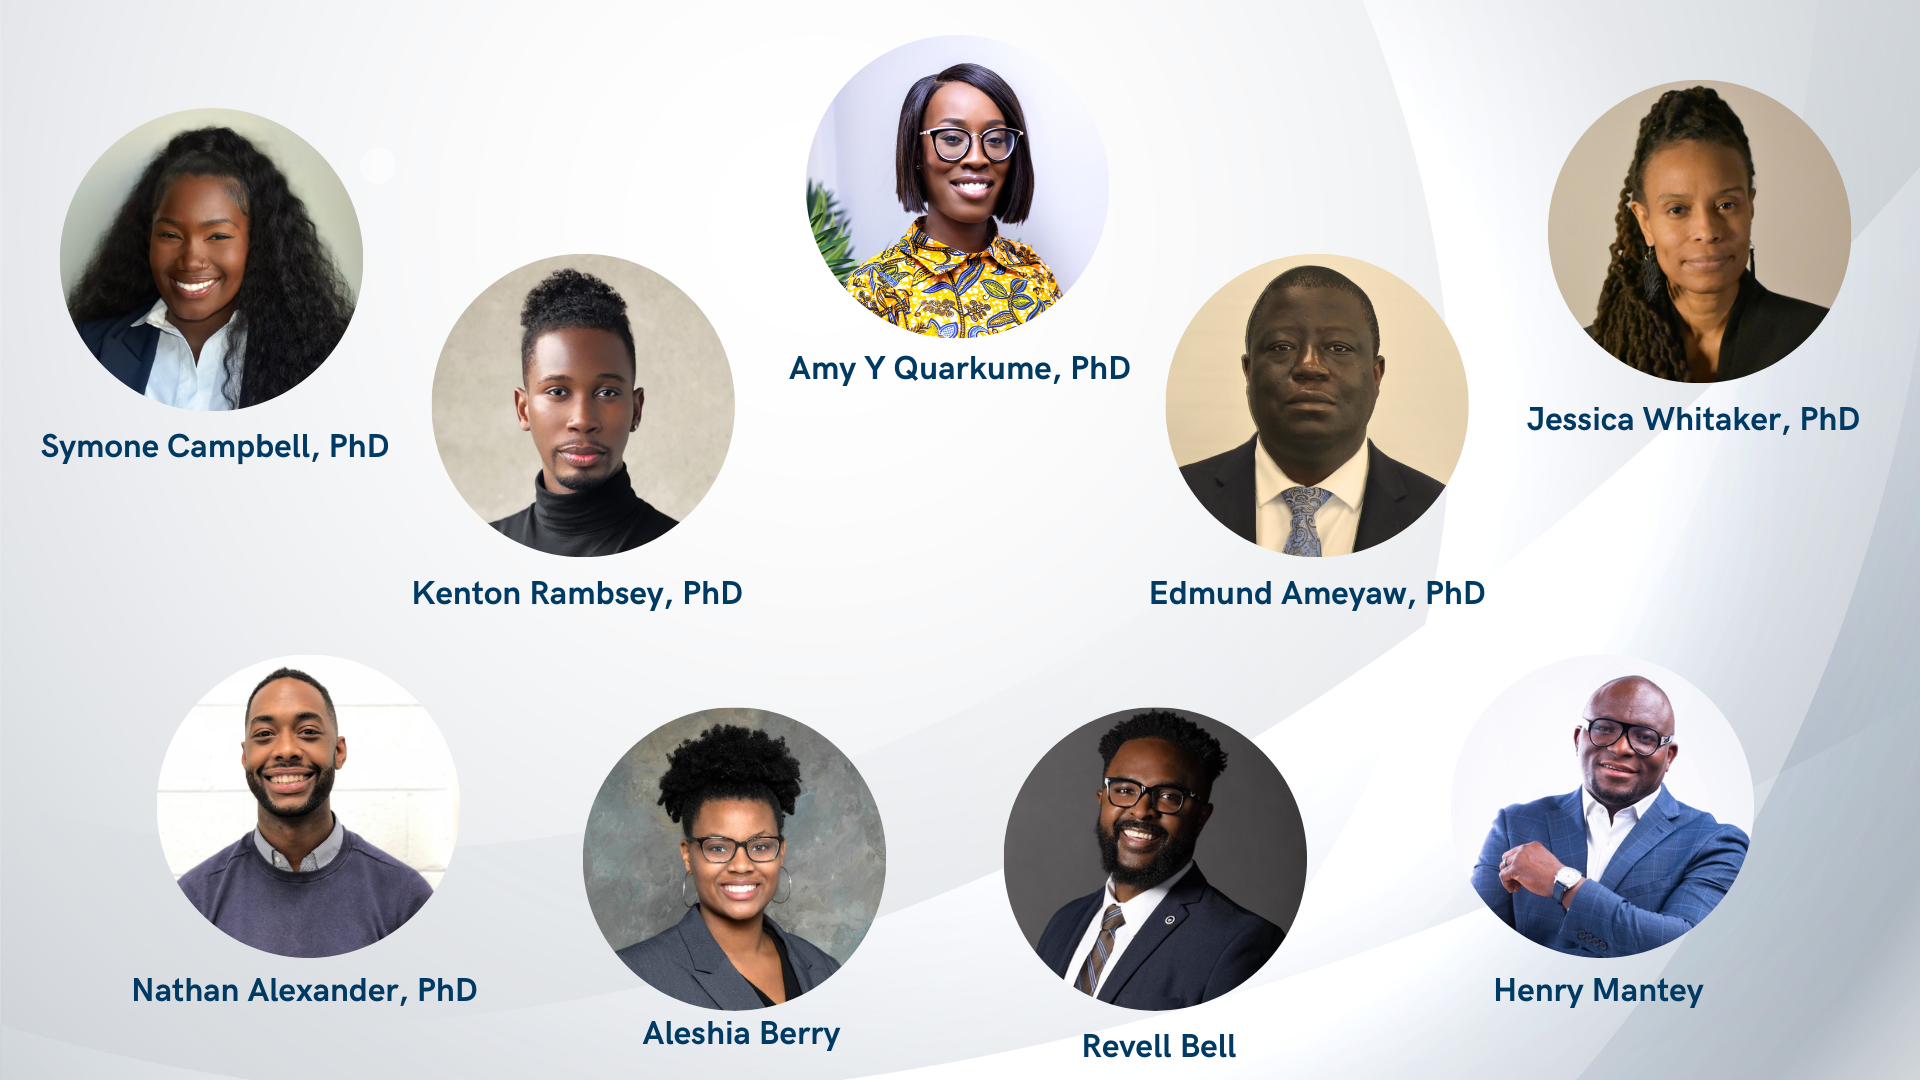 Amy Y Quarkume, PhD
Jessica Whitaker, PhD
Symone Campbell, PhD
Kenton Rambsey, PhD
Edmund Ameyaw, PhD
Nathan Alexander, PhD
Henry Mantey
Aleshia Berry
Revell Bell